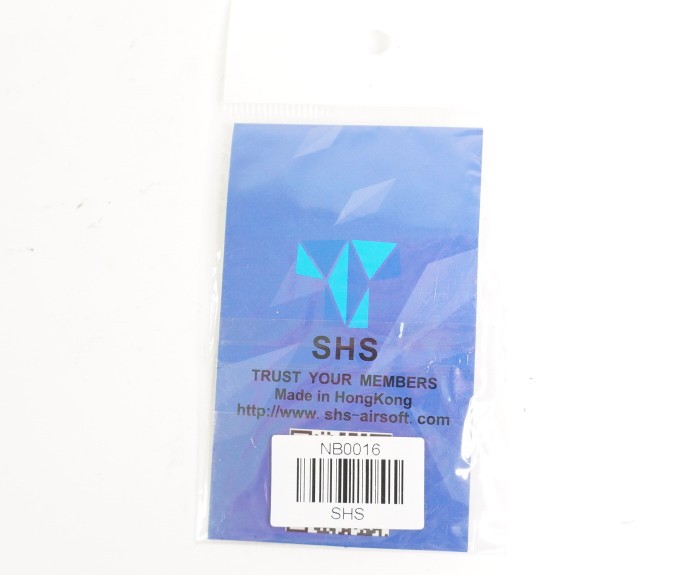 SHS
TRUST YOUR MEMBERS
Made in HongKong
http://www.shs-airsoft.com
NB0016
SHS